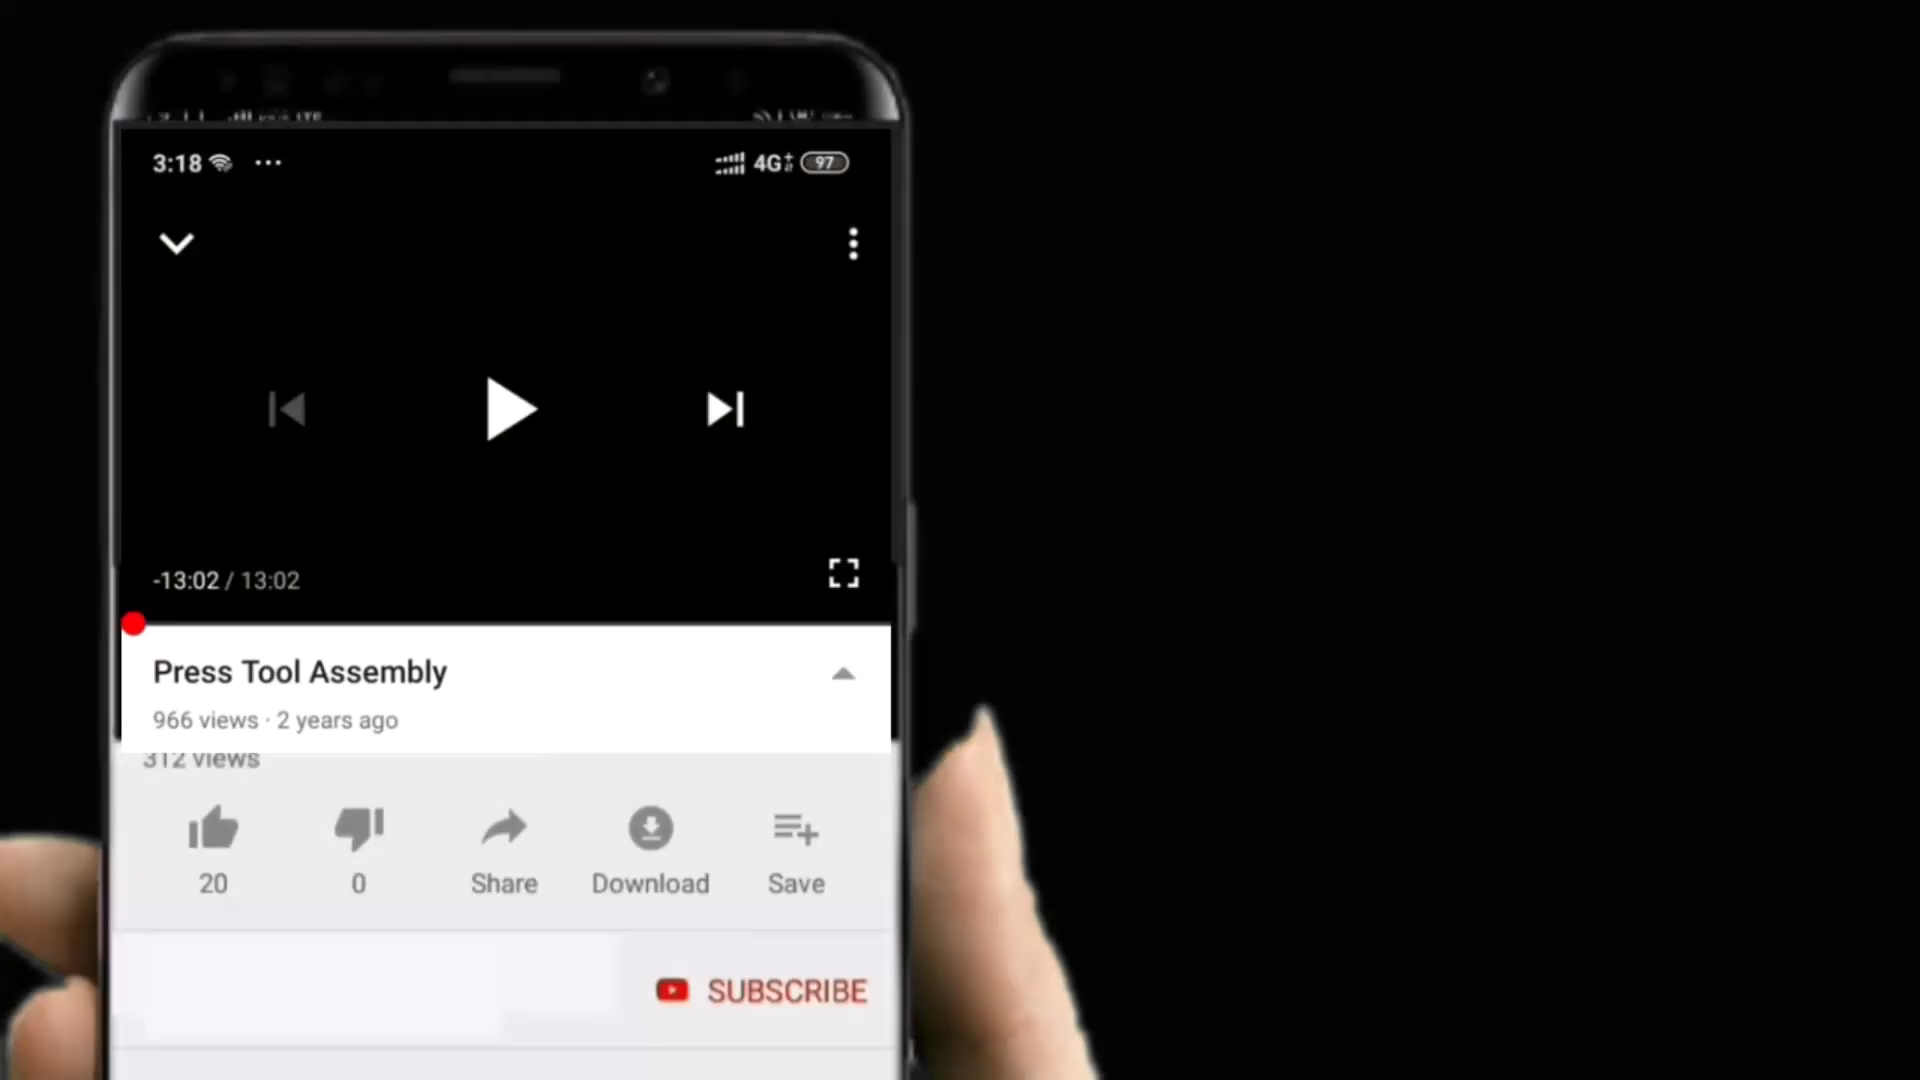 3:18 ... 4G+ 97
-13:02 / 13:02
Press Tool Assembly
966 views · 2 years ago
312 views
20 0 Share Download Save
SUBSCRIBE